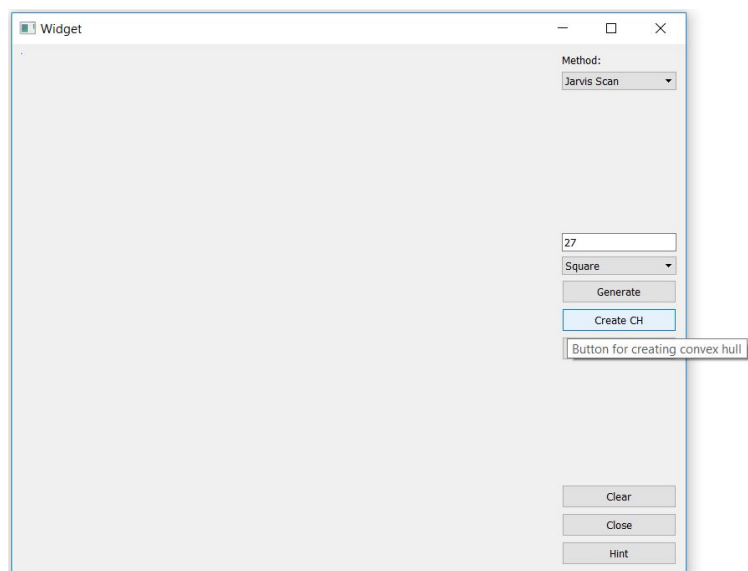 Widget
Method:
Jarvis Scan
27
Square
Generate
Create CH
Button for creating convex hull
Clear
Close
Hint